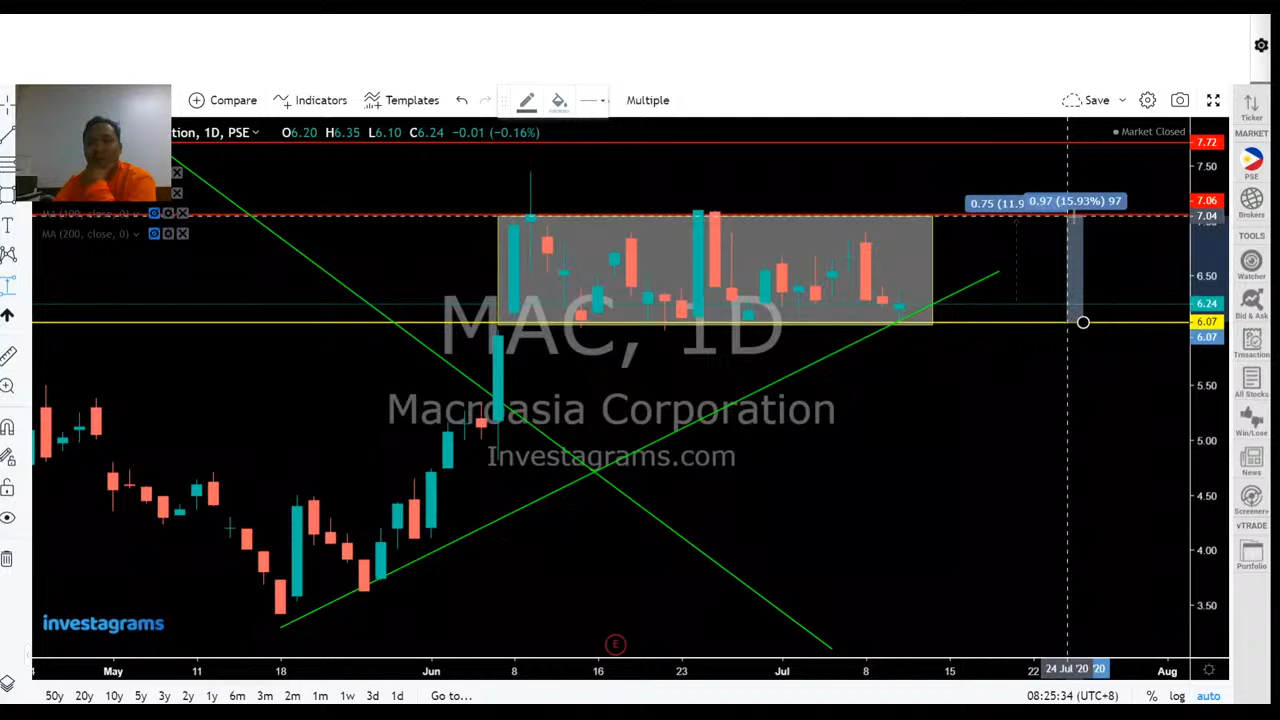 Compare
Indicators
Templates
Multiple
Save
tion, 1D, PSE
O6.20 H6.35 L6.10 C6.24 −0.01 (−0.16%)
Market Closed
MA (200, close, 0)
0.75 (11.9
0.97 (15.93%) 97
7.72
7.50
7.06
7.04
6.50
6.24
6.07
6.07
5.50
5.00
4.50
4.00
3.50
MAC, 1D
Macroasia Corporation
Investagrams.com
investagrams
E
May
11
18
Jun
8
16
23
Jul
8
15
22
24 Jul '20
'20
Aug
50y 20y 10y 5y 3y 2y 1y 6m 3m 2m 1m 1w 3d 1d Go to...
08:25:34 (UTC+8)
% log auto
Ticker
MARKET
PSE
Brokers
TOOLS
Watcher
Bid & Ask
Trnsaction
All Stocks
Win/Lose
News
Screener+
vTRADE
Portfolio